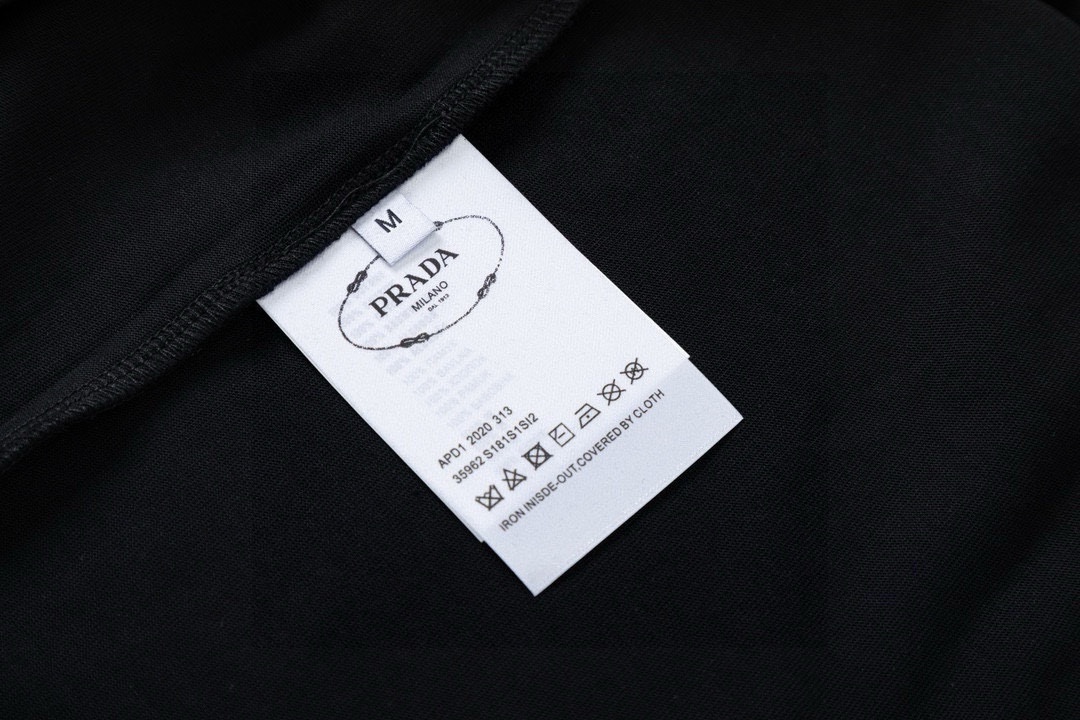 M
PRADA
MILANO
DAL 1913
APD1 2020 313
35962 S181S1SI2
IRON INISDE-OUT,COVERED BY CLOTH